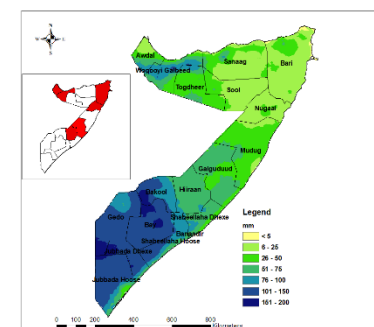 Awdal
Woqooyi Galbeed
Sanaag
Bari
Togdheer
Sool
Nugaal
Mudug
Galguduud
Bakool
Hiiraan
Gedo
Shabeellaha Dhexe
Bay
Banaadir
Shabeellaha Hoose
Jubbada Dhexe
Jubbada Hoose
Legend
mm
< 5
6 - 25
26 - 50
51 - 75
76 - 100
101 - 150
151 - 200
0 100 200 400 600 800
Kilometers